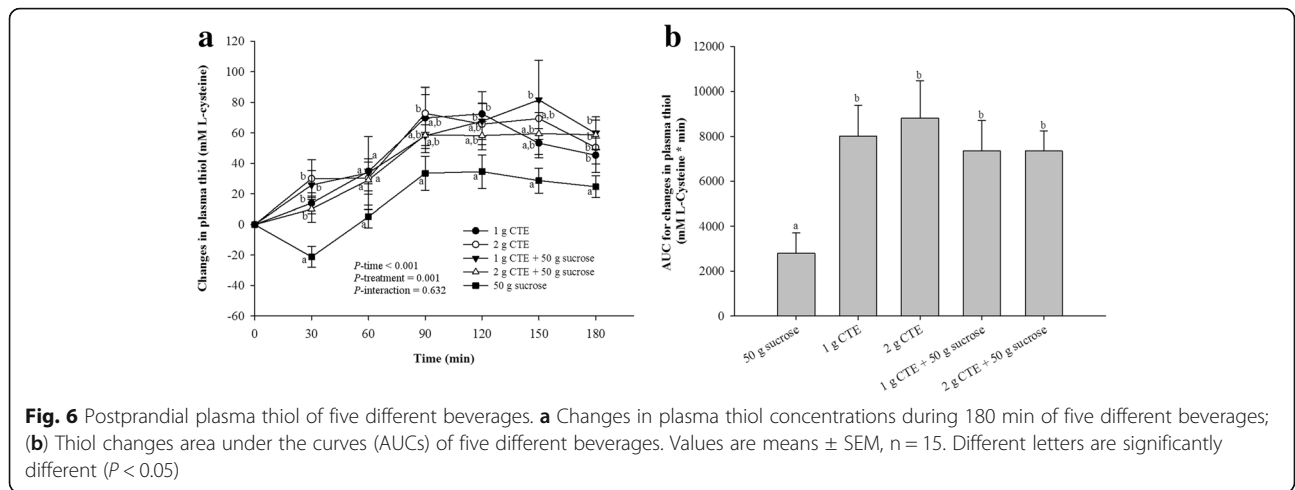 a
Changes in plasma thiol (mM L-cysteine)
120
100
80
60
40
20
0
-20
-40
-60
b
b
b
b
a
a
a
a
a
a
b
a,b
a,b
a,b
a
b
b
b
b
a
b
a,b
a,b
a,b
a
b
b
b
b
a
P-time < 0.001
P-treatment = 0.001
P-interaction = 0.632
1 g CTE
2 g CTE
1 g CTE + 50 g sucrose
2 g CTE + 50 g sucrose
50 g sucrose
0 30 60 90 120 150 180
Time (min)
b
AUC for changes in plasma thiol
(mM L-Cysteine * min)
12000
10000
8000
6000
4000
2000
0
a
b
b
b
b
50 g sucrose
1 g CTE
2 g CTE
1 g CTE + 50 g sucrose
2 g CTE + 50 g sucrose
Fig. 6 Postprandial plasma thiol of five different beverages. a Changes in plasma thiol concentrations during 180 min of five different beverages;
(b) Thiol changes area under the curves (AUCs) of five different beverages. Values are means ± SEM, n = 15. Different letters are significantly
different (P < 0.05)